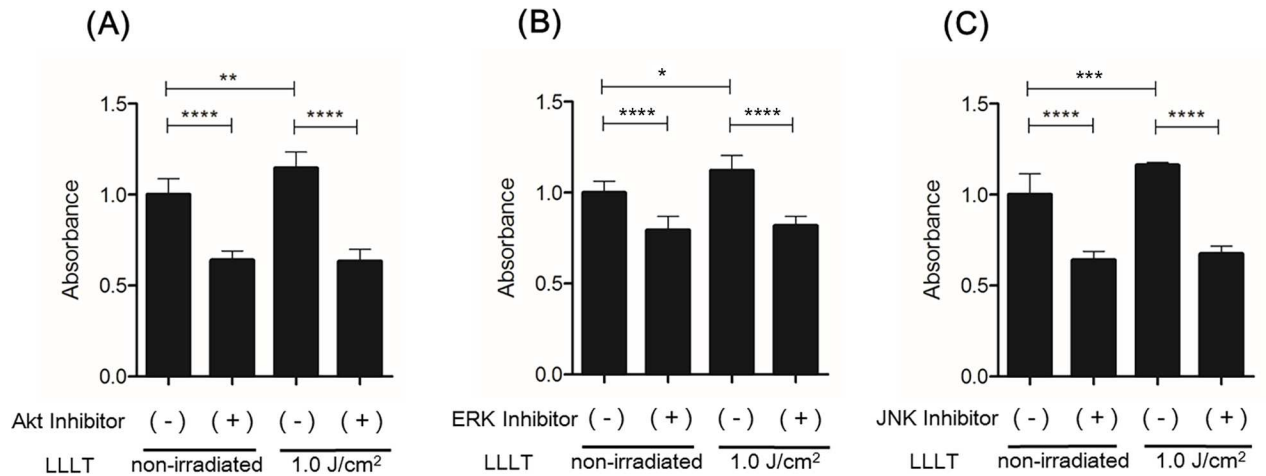 (A)
**
**** ****
1.5
1.0
0.5
0.0
Absorbance
Akt Inhibitor ( - ) ( + ) ( - ) ( + )
LLLT non-irradiated 1.0 J/cm²
(B)
*
**** ****
1.5
1.0
0.5
0.0
Absorbance
ERK Inhibitor ( - ) ( + ) ( - ) ( + )
LLLT non-irradiated 1.0 J/cm²
(C)
***
**** ****
1.5
1.0
0.5
0.0
Absorbance
JNK Inhibitor ( - ) ( + ) ( - ) ( + )
LLLT non-irradiated 1.0 J/cm²